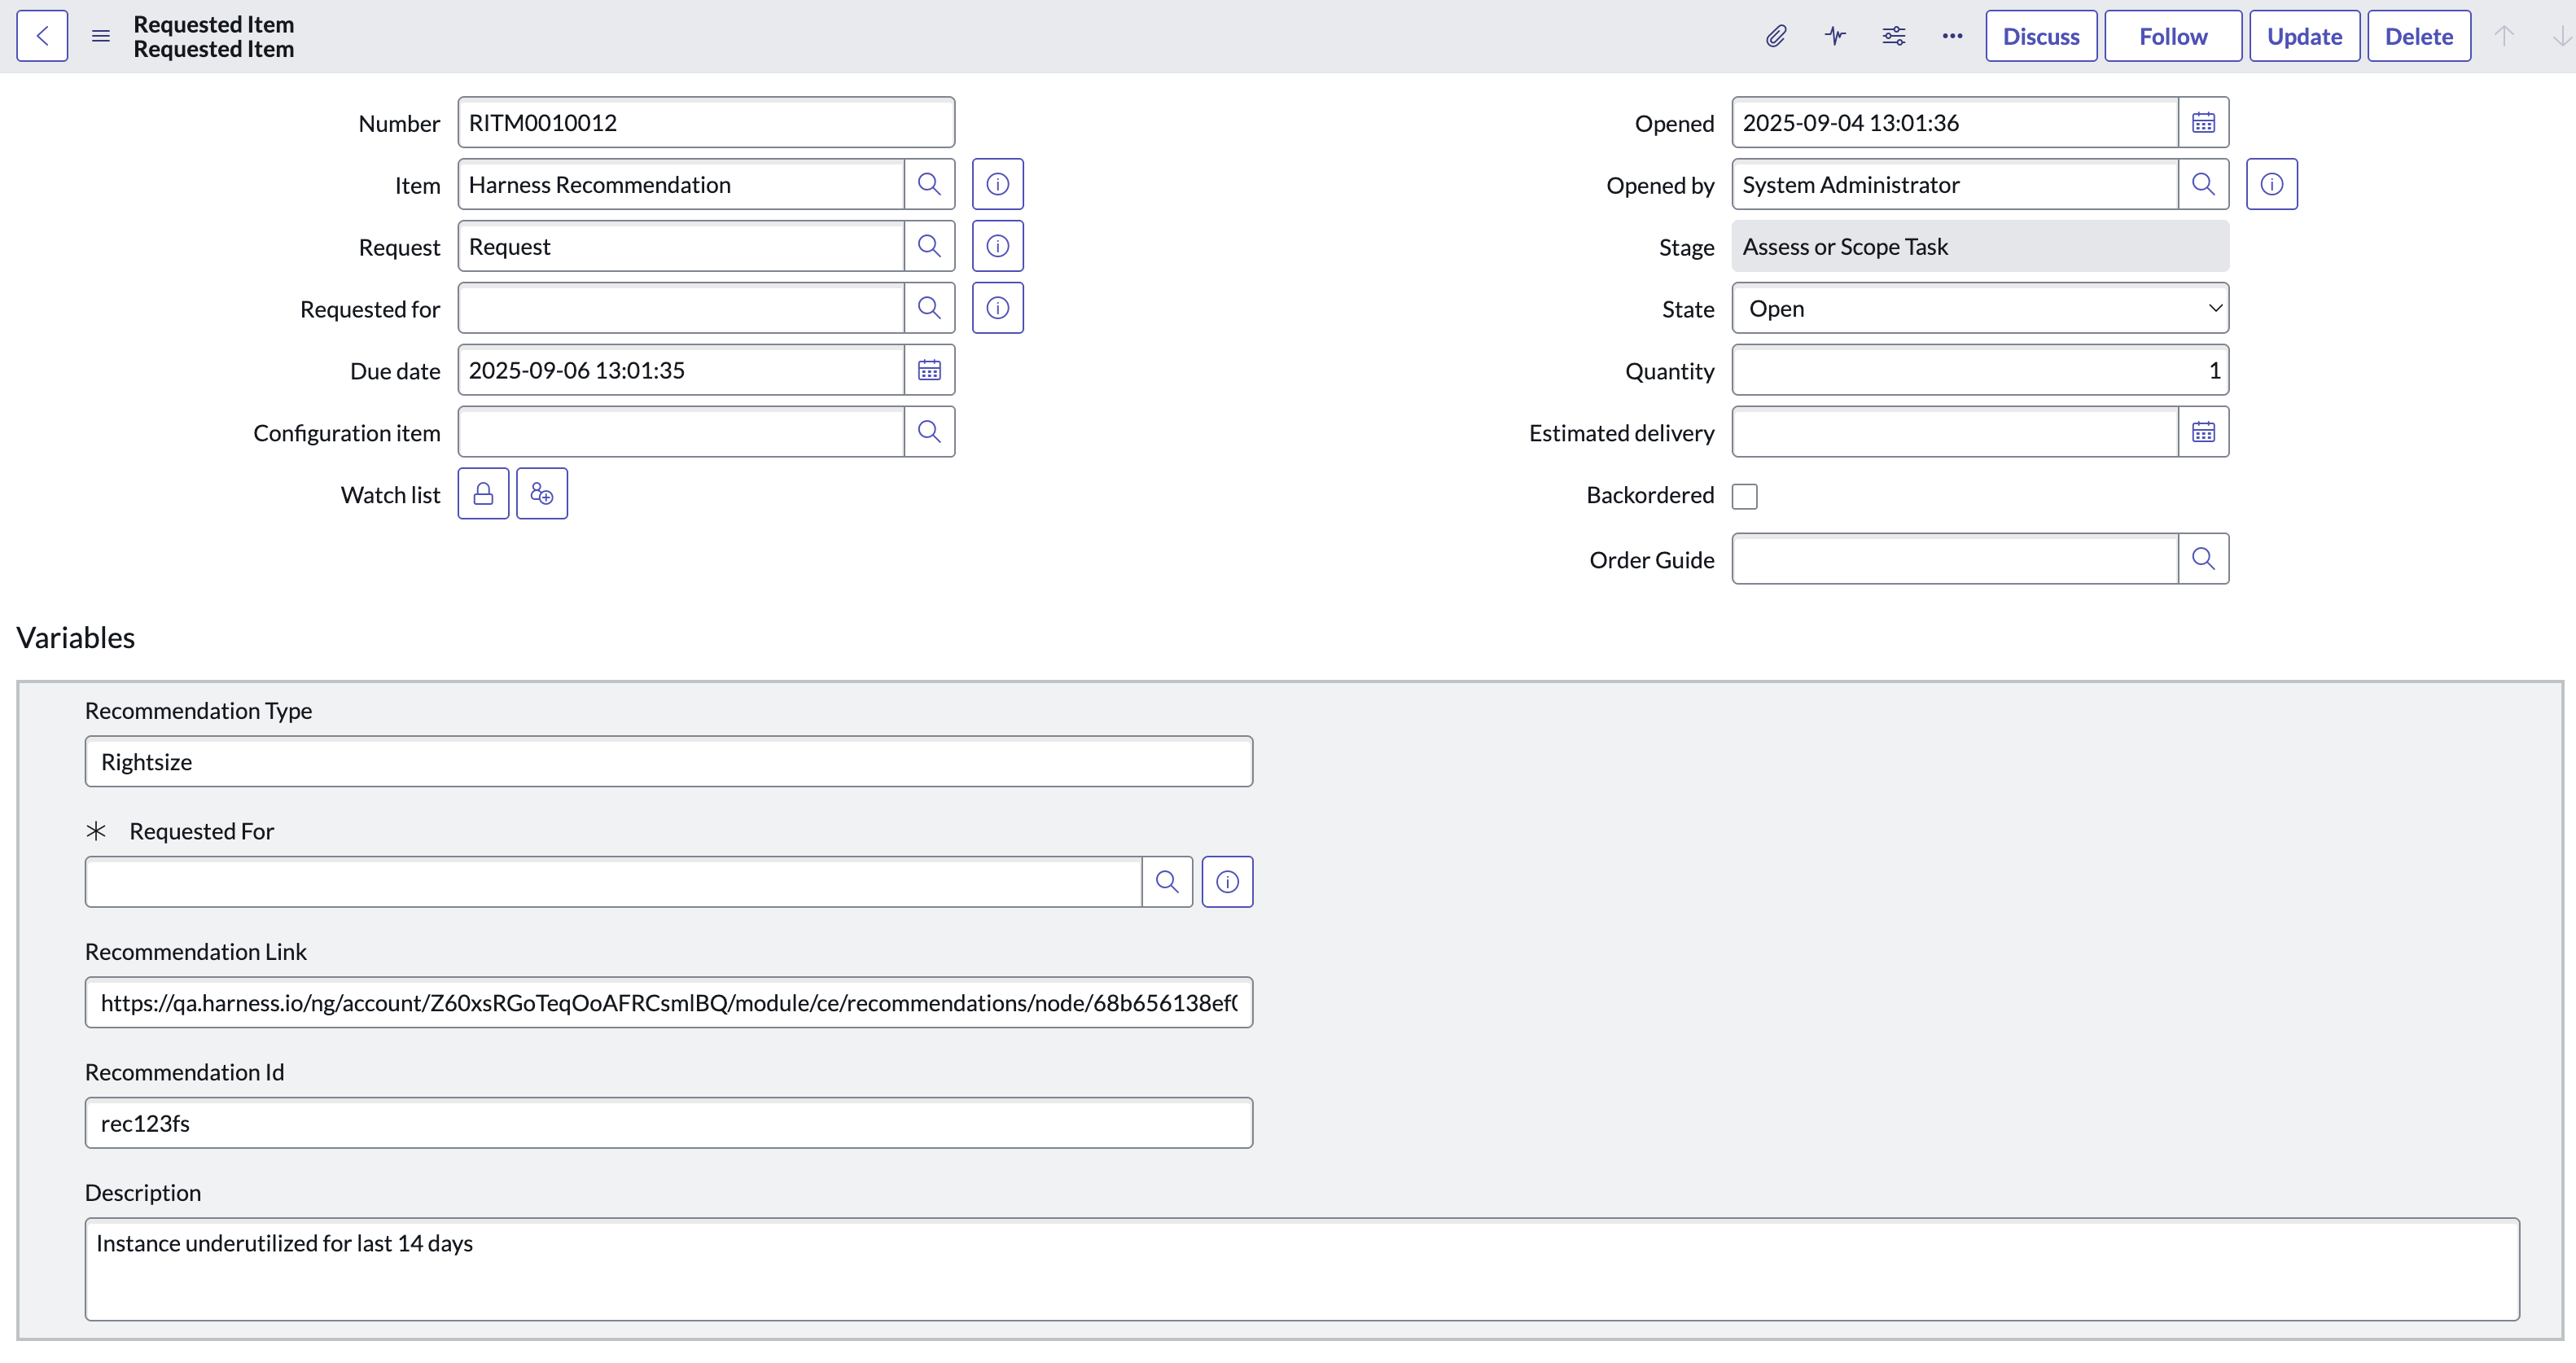 Requested Item
Requested Item
Discuss
Follow
Update
Delete
Number
RITM0010012
Item
Harness Recommendation
Request
Request
Requested for
Due date
2025-09-06 13:01:35
Configuration item
Watch list
Opened
2025-09-04 13:01:36
Opened by
System Administrator
Stage
Assess or Scope Task
State
Open
Quantity
1
Estimated delivery
Backordered
Order Guide
Variables
Recommendation Type
Rightsize
Requested For
Recommendation Link
https://qa.harness.io/ng/account/Z60xsRGoTeqOoAFRCsmlBQ/module/ce/recommendations/node/68b656138ef
Recommendation Id
rec123fs
Description
Instance underutilized for last 14 days